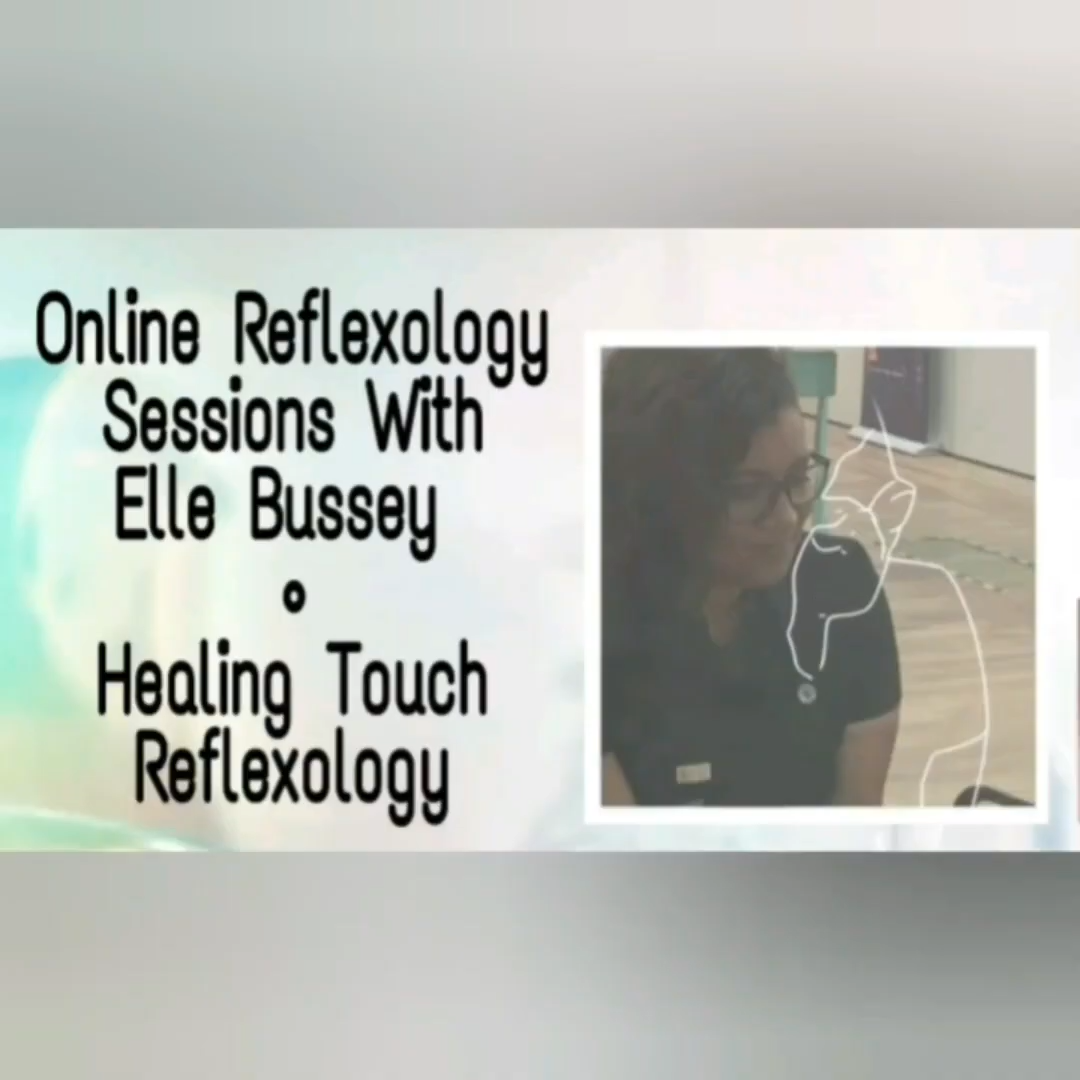 Online Reflexology
Sessions With
Elle Bussey
Healing Touch
Reflexology